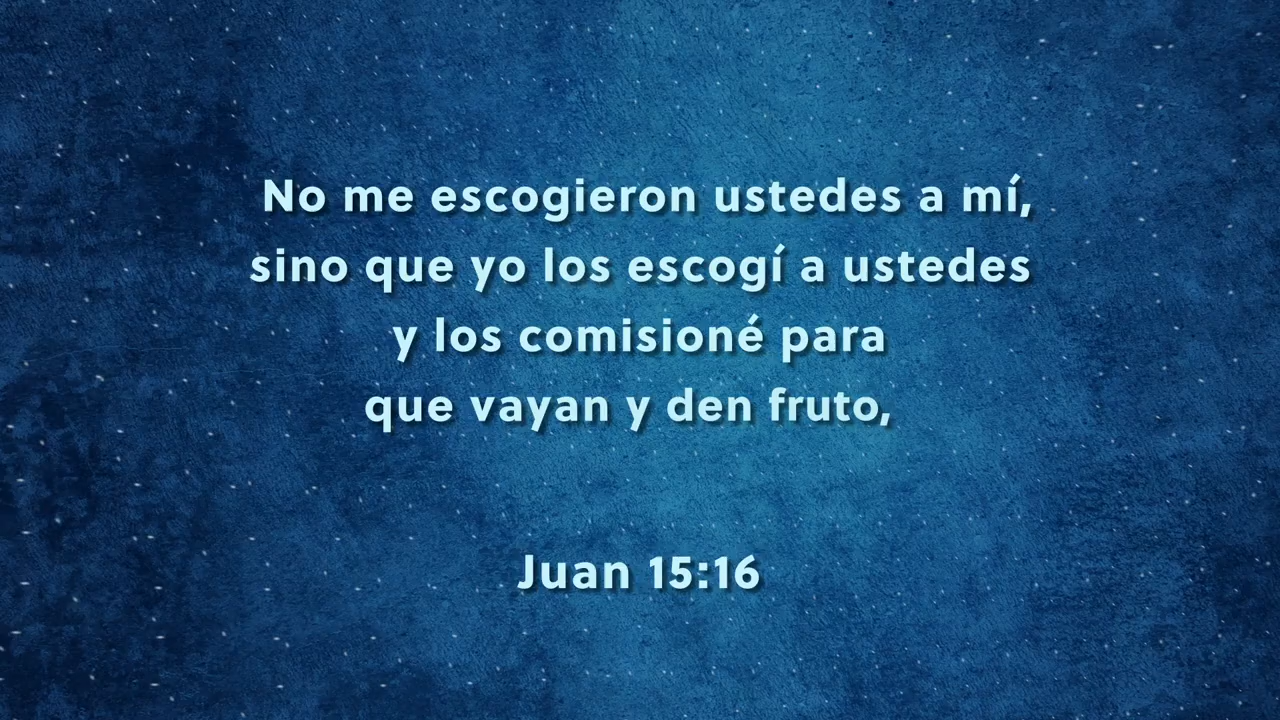 No me escogieron ustedes a mí,
sino que yo los escogí a ustedes
y los comisioné para
que vayan y den fruto,
Juan 15:16